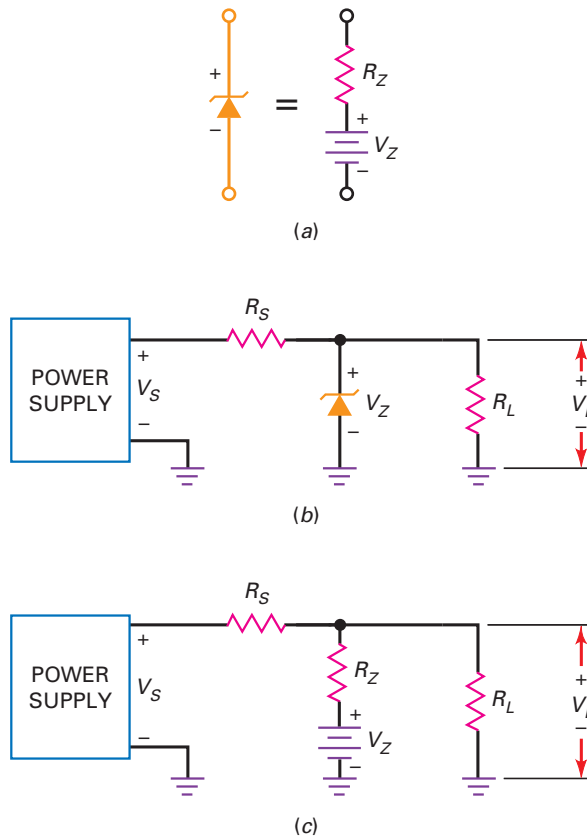 +
−
=
R_Z
+
V_Z
−
(a)
R_S
POWER
SUPPLY
+
V_S
−
+
V_Z
−
R_L
+
−
(b)
R_S
POWER
SUPPLY
+
V_S
−
R_Z
+
V_Z
−
R_L
+
−
(c)